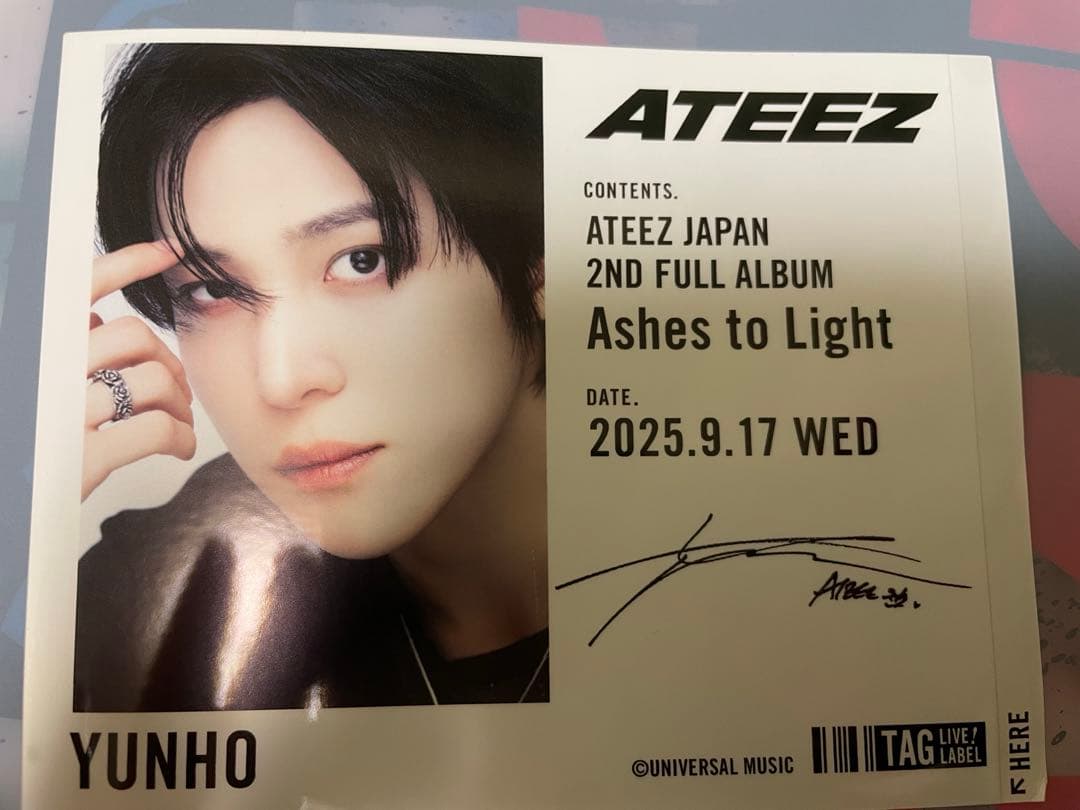 ATEEZ
CONTENTS.
ATEEZ JAPAN
2ND FULL ALBUM
Ashes to Light
DATE.
2025.9.17 WED
YUNHO
©UNIVERSAL MUSIC
TAG LIVE! LABEL
HERE